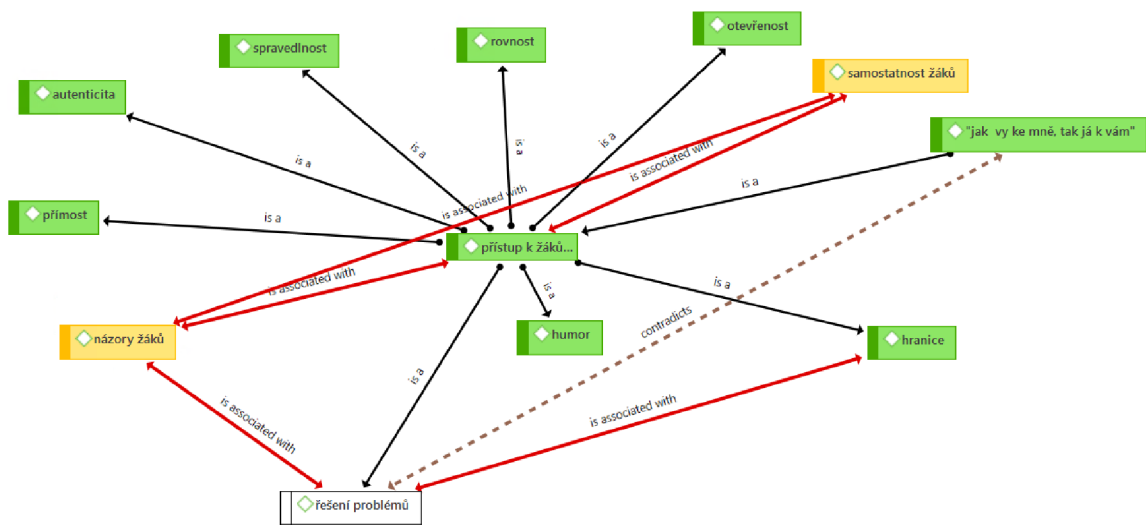 otevřenost
rovnost
spravedlnost
samostatnost žáků
autenticita
"jak vy ke mně, tak já k vám"
is a
is a
is a
is a
is associated with
is associated with
is a
přímost
is a
přístup k žáků...
is associated with
is a
is a
contradicts
názory žáků
humor
hranice
is a
is associated with
is associated with
řešení problémů